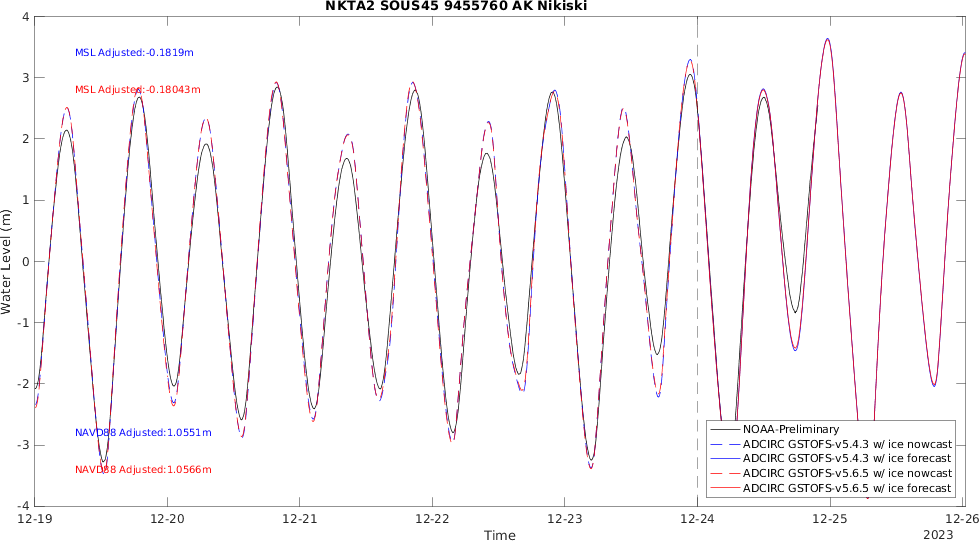 NKTA2 SOUS45 9455760 AK Nikiski
4
MSL Adjusted:-0.1819m
3
MSL Adjusted:-0.18043m
2
1
Water Level (m)
0
-1
-2
NAVD88 Adjusted:1.0551m
-3
NAVD88 Adjusted:1.0566m
-4
NOAA-Preliminary
ADCIRC GSTOFS-v5.4.3 w/ ice nowcast
ADCIRC GSTOFS-v5.4.3 w/ ice forecast
ADCIRC GSTOFS-v5.6.5 w/ ice nowcast
ADCIRC GSTOFS-v5.6.5 w/ ice forecast
12-19 12-20 12-21 12-22 12-23 12-24 12-25 12-26
Time
2023